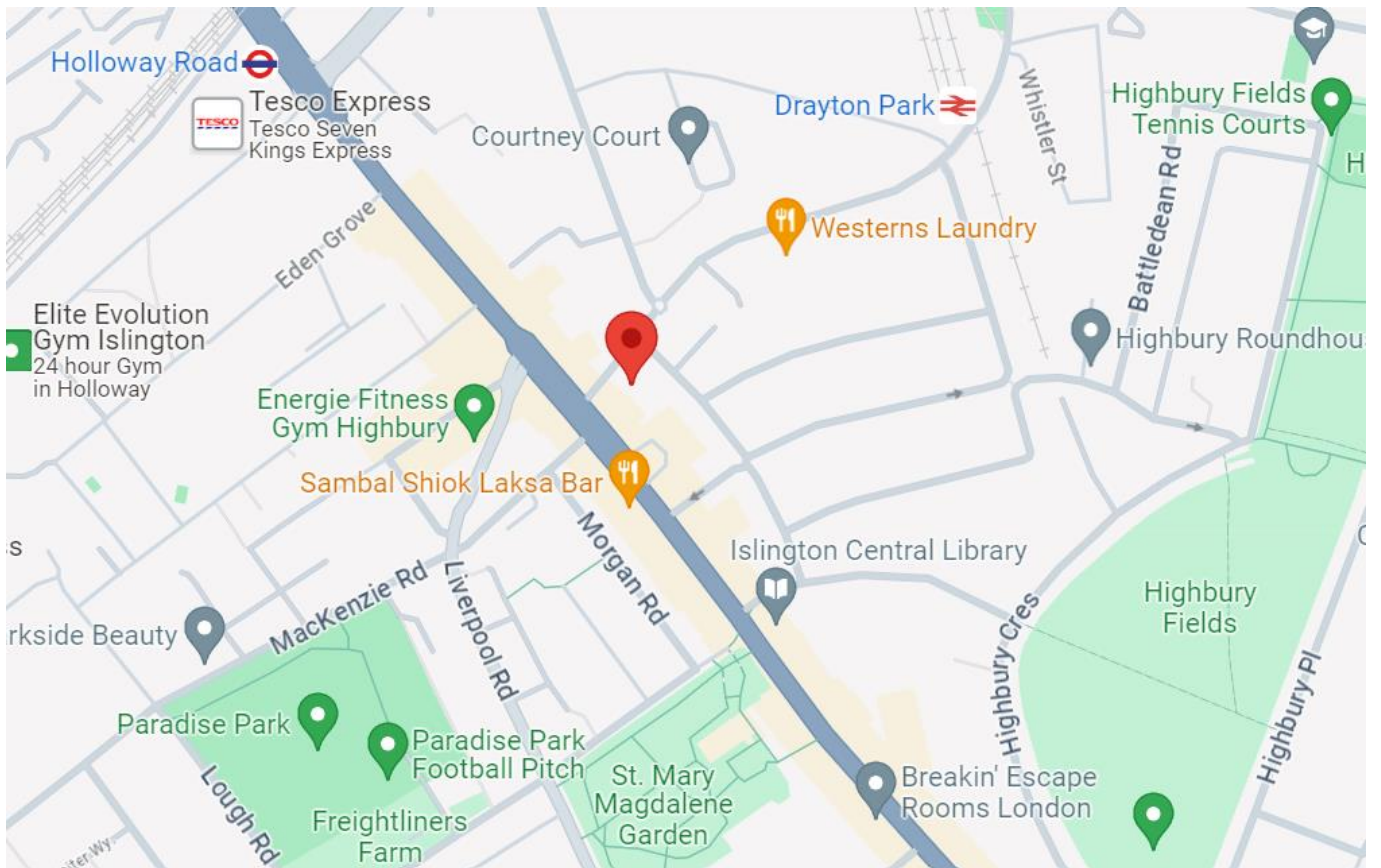 Holloway Road
TESCO
Tesco Express
Tesco Seven
Kings Express
Courtney Court
Drayton Park
Whistler St
Highbury Fields
Tennis Courts
H
Battledean Rd
Eden Grove
Westerns Laundry
Elite Evolution
Gym Islington
24 hour Gym
in Holloway
Highbury Roundhou
Energie Fitness
Gym Highbury
Sambal Shiok Laksa Bar
Morgan Rd
Islington Central Library
s
MacKenzie Rd
Liverpool Rd
rkside Beauty
Highbury Cres
Highbury
Fields
Highbury Pl
Paradise Park
Paradise Park
Football Pitch
Lough Rd
Freightliners
Farm
St. Mary
Magdalene
Garden
Breakin' Escape
Rooms London
iter Wy